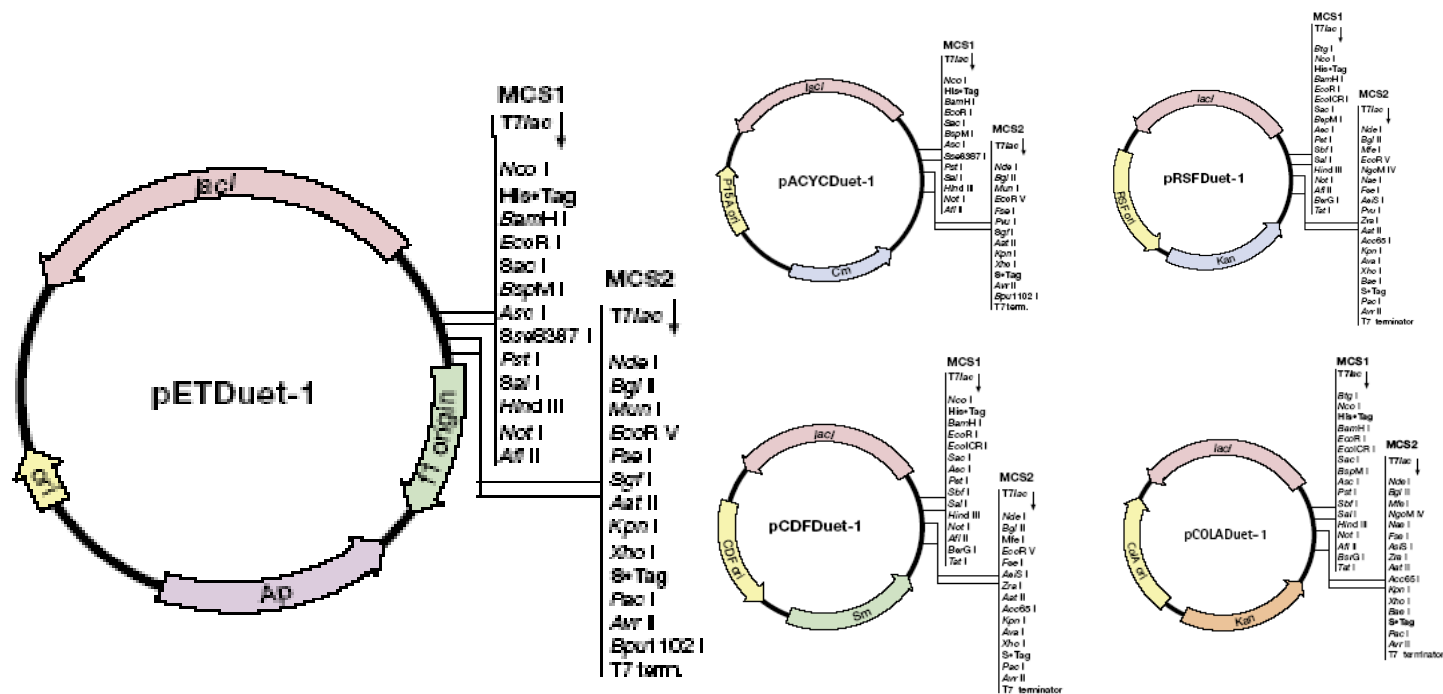 MCS1
T7lac
Nco I
His•Tag
BamH I
EcoR I
Sac I
BspM I
Asc I
Sse8387 I
Pst I
Sal I
Hind III
Not I
Afl II
MCS2
T7lac
Nde I
Bgl II
Mun I
EcoR V
Fse I
Sgf I
Aat II
Kpn I
Xho I
S•Tag
Pac I
Avr II
Bpu1102 I
T7 term.
lacI
pETDuet-1
f1 origin
ori
Ap
MCS1
T7lac
Nco I
His•Tag
BamH I
EcoR I
Sac I
BspM I
Asc I
Sse8387 I
Pst I
Sal I
Hind III
Not I
Afl II
MCS2
T7lac
Nde I
Bgl II
Mun I
EcoR V
Fse I
Pvu I
Sgf I
Aat II
Kpn I
Xho I
S•Tag
Avr II
Bpu1102 I
T7 term.
lacI
pACYCDuet-1
P15A ori
Cm
MCS1
T7lac
Btg I
Nco I
His•Tag
BamH I
EcoR I
EcoICR I
Sac I
BspM I
Asc I
Pst I
Sbf I
Sal I
Hind III
Not I
Afl II
BsrG I
Tat I
MCS2
T7lac
Nde I
Bgl II
Mfe I
EcoR V
NgoM IV
Nae I
Fse I
AsiS I
Pvu I
Zra I
Aat II
Acc65 I
Kpn I
Ava I
Xho I
Bae I
S•Tag
Pac I
Avr II
T7 terminator
lacI
pRSFDuet-1
RSF ori
Kan
MCS1
T7lac
Nco I
His•Tag
BamH I
EcoR I
EcoICR I
Sac I
Asc I
Pst I
Sbf I
Sal I
Hind III
Not I
Afl II
BsrG I
Tat I
MCS2
T7lac
Nde I
Bgl II
Mfe I
EcoR V
Fse I
AsiS I
Zra I
Aat II
Acc65 I
Kpn I
Ava I
Xho I
S•Tag
Pac I
Avr II
T7 terminator
lacI
pCDFDuet-1
CDF ori
Sm
MCS1
T7lac
Btg I
Nco I
His•Tag
BamH I
EcoR I
EcoICR I
Sac I
BspM I
Asc I
Pst I
Sbf I
Sal I
Hind III
Not I
Afl II
BsrG I
Tat I
MCS2
T7lac
Nde I
Bgl II
Mfe I
NgoM IV
Nae I
Fse I
AsiS I
Zra I
Aat II
Acc65 I
Kpn I
Xho I
Bae I
S•Tag
Pac I
Avr II
T7 terminator
lacI
pCOLADuet-1
ColA ori
Kan